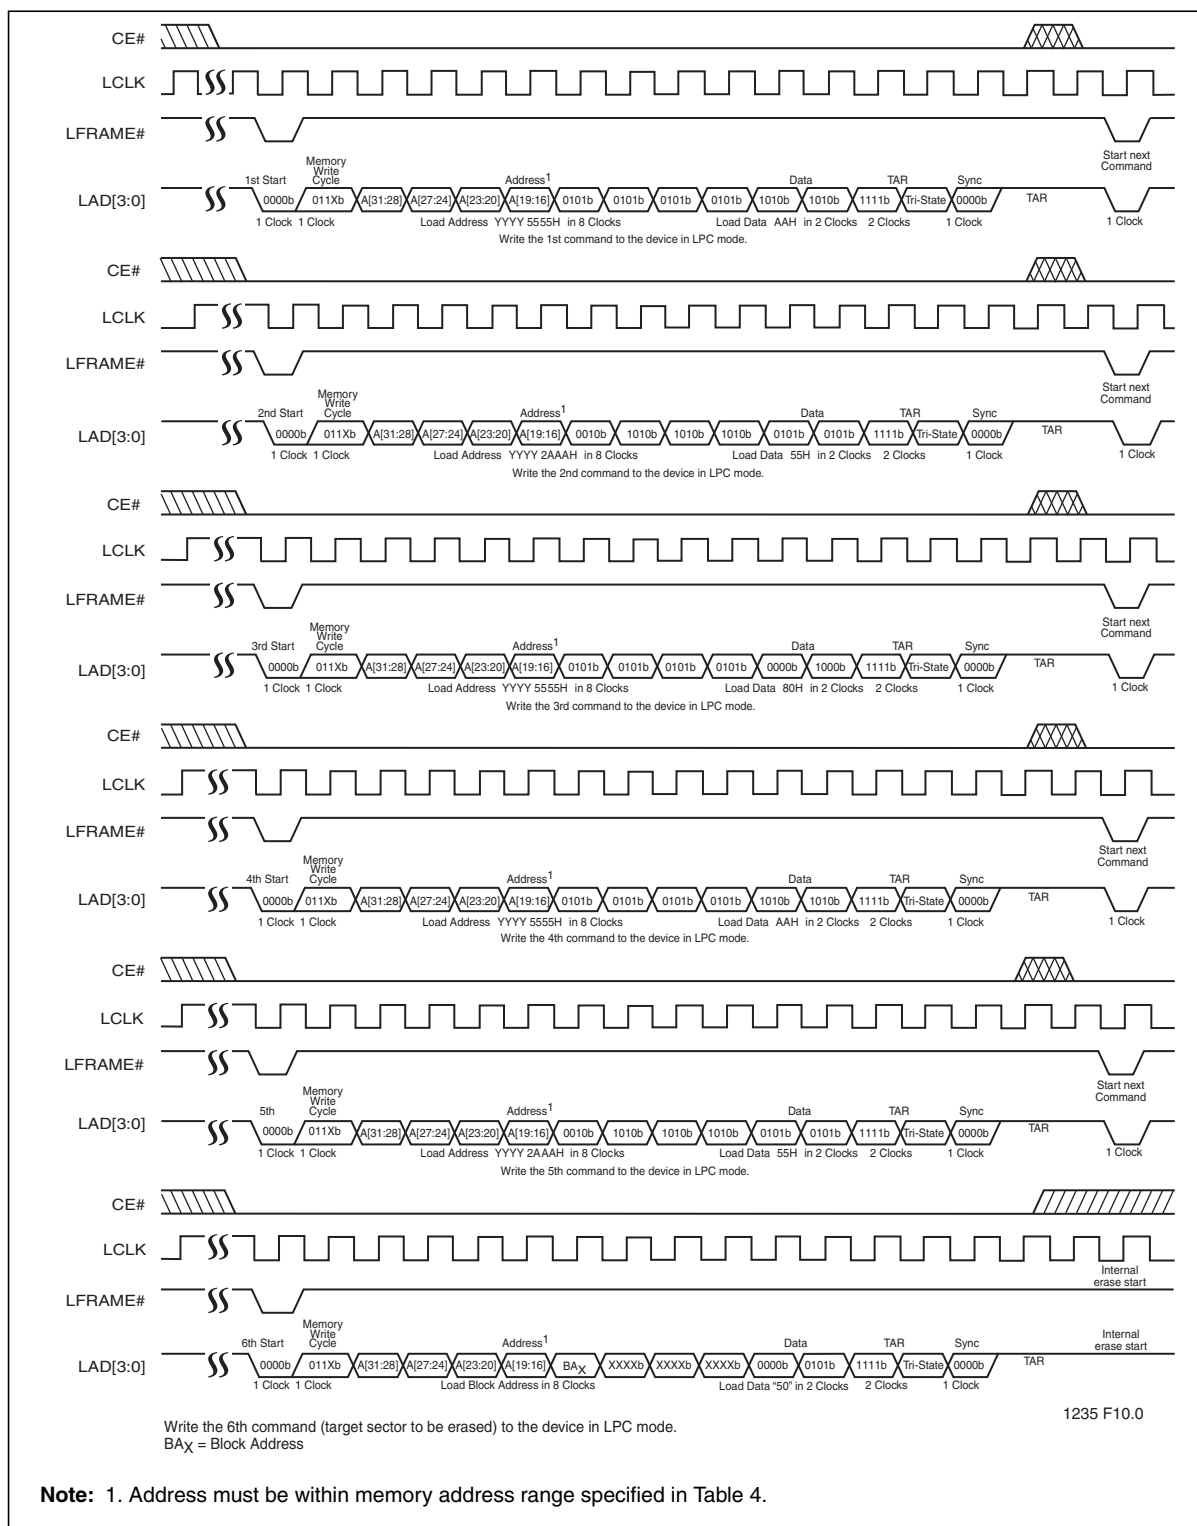 CE#
LCLK
LFRAME#
Start next
Command
Memory
Write
Cycle
1st Start Address1 Data TAR Sync
LAD[3:0] 0000b 011Xb A[31:28] A[27:24] A[23:20] A[19:16] 0101b 0101b 0101b 0101b 1010b 1010b 1111b Tri-State 0000b TAR
1 Clock 1 Clock Load Address YYYY 5555H in 8 Clocks Load Data AAH in 2 Clocks 2 Clocks 1 Clock 1 Clock
Write the 1st command to the device in LPC mode.
CE#
LCLK
LFRAME#
Start next
Command
Memory
Write
Cycle
2nd Start Address1 Data TAR Sync
LAD[3:0] 0000b 011Xb A[31:28] A[27:24] A[23:20] A[19:16] 0010b 1010b 1010b 1010b 0101b 0101b 1111b Tri-State 0000b TAR
1 Clock 1 Clock Load Address YYYY 2AAAH in 8 Clocks Load Data 55H in 2 Clocks 2 Clocks 1 Clock 1 Clock
Write the 2nd command to the device in LPC mode.
CE#
LCLK
LFRAME#
Start next
Command
Memory
Write
Cycle
3rd Start Address1 Data TAR Sync
LAD[3:0] 0000b 011Xb A[31:28] A[27:24] A[23:20] A[19:16] 0101b 0101b 0101b 0101b 0000b 1000b 1111b Tri-State 0000b TAR
1 Clock 1 Clock Load Address YYYY 5555H in 8 Clocks Load Data 80H in 2 Clocks 2 Clocks 1 Clock 1 Clock
Write the 3rd command to the device in LPC mode.
CE#
LCLK
LFRAME#
Start next
Command
Memory
Write
Cycle
4th Start Address1 Data TAR Sync
LAD[3:0] 0000b 011Xb A[31:28] A[27:24] A[23:20] A[19:16] 0101b 0101b 0101b 0101b 1010b 1010b 1111b Tri-State 0000b TAR
1 Clock 1 Clock Load Address YYYY 5555H in 8 Clocks Load Data AAH in 2 Clocks 2 Clocks 1 Clock 1 Clock
Write the 4th command to the device in LPC mode.
CE#
LCLK
LFRAME#
Start next
Command
Memory
Write
Cycle
5th Address1 Data TAR Sync
LAD[3:0] 0000b 011Xb A[31:28] A[27:24] A[23:20] A[19:16] 0010b 1010b 1010b 1010b 0101b 0101b 1111b Tri-State 0000b TAR
1 Clock 1 Clock Load Address YYYY 2AAAH in 8 Clocks Load Data 55H in 2 Clocks 2 Clocks 1 Clock 1 Clock
Write the 5th command to the device in LPC mode.
CE#
LCLK
Internal
erase start
LFRAME#
Memory
Write
Cycle
Internal
erase start
6th Start Address1 Data TAR Sync
LAD[3:0] 0000b 011Xb A[31:28] A[27:24] A[23:20] A[19:16] BAX XXXXb XXXXb XXXXb 0000b 0101b 1111b Tri-State 0000b TAR
1 Clock 1 Clock Load Block Address in 8 Clocks Load Data “50” in 2 Clocks 2 Clocks 1 Clock
1235 F10.0
Write the 6th command (target sector to be erased) to the device in LPC mode.
BAX = Block Address
Note: 1. Address must be within memory address range specified in Table 4.